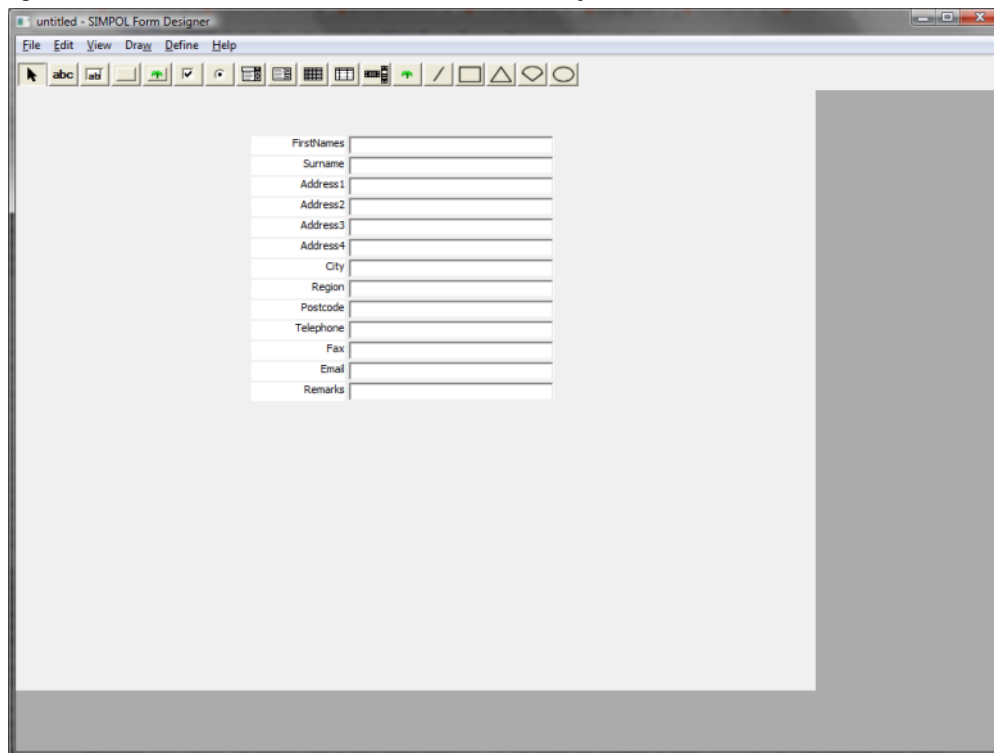 untitled - SIMPOL Form Designer
File Edit View Draw Define Help
abc ab
FirstNames
Surname
Address1
Address2
Address3
Address4
City
Region
Postcode
Telephone
Fax
Email
Remarks